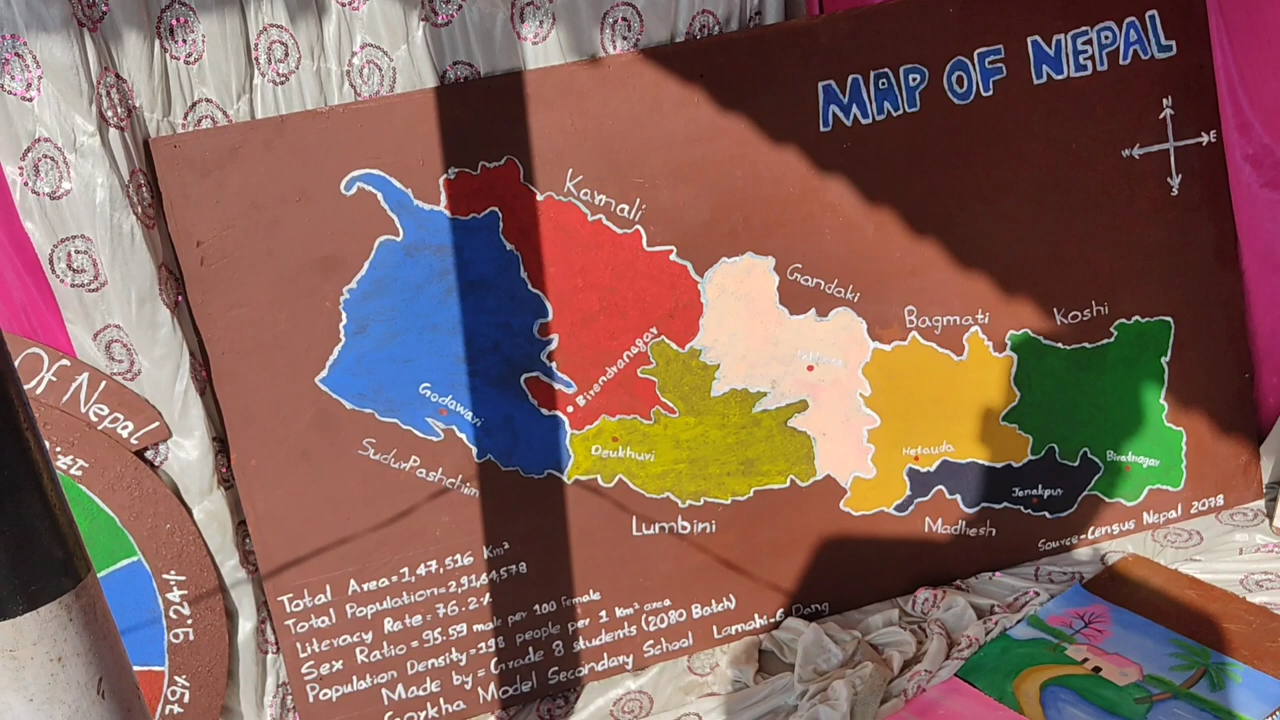 MAP OF NEPAL
N
W E
S
Karnali
Gandaki
Bagmati
Koshi
Birendranagar
Godawari
Deukhuri
Hetauda
Biratnagar
Janakpur
SudurPashchim
Lumbini
Madhesh
Source-Census Nepal 2078
Total Area=1,47,516 Km²
Total Population=2,91,64,578
Literacy Rate=76.2%
Sex Ratio=95.59 male per 100 female
Population Density=198 people per 1 Km² area
Made by=Grade 8 students (2080 Batch)
Gorkha Model Secondary School Lamahi-6 Dang
Of Nepal
17.
9.24%